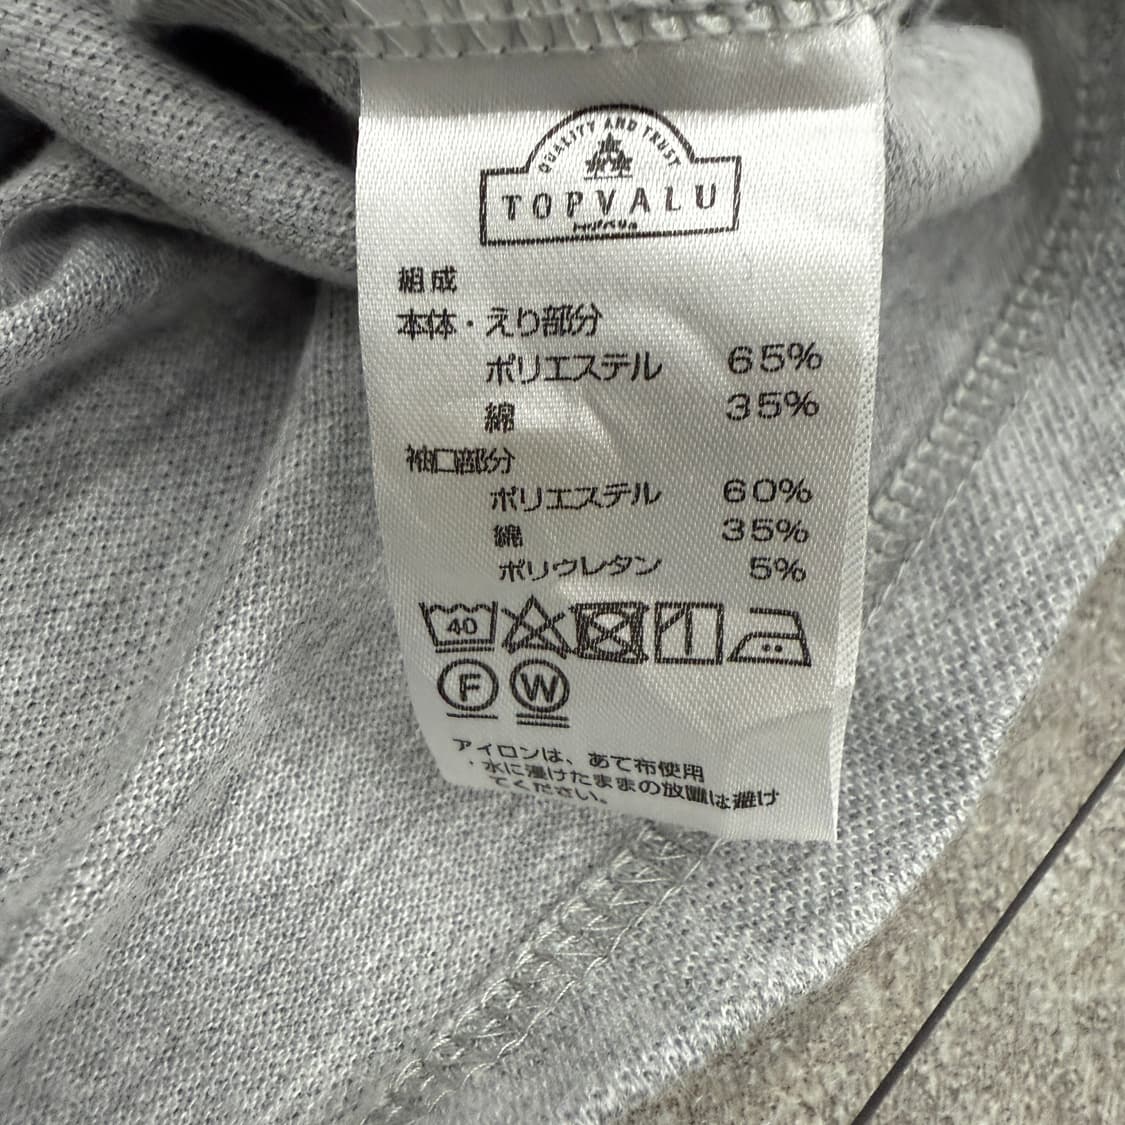 QUALITY AND TRUST
TOPVALU
トップバリュ
組成
本体・えり部分
ポリエステル 65%
綿 35%
袖口部分
ポリエステル 60%
綿 35%
ポリウレタン 5%
40
F W
アイロンは、あて布使用
・水に浸けたままの放置は避け
てください。